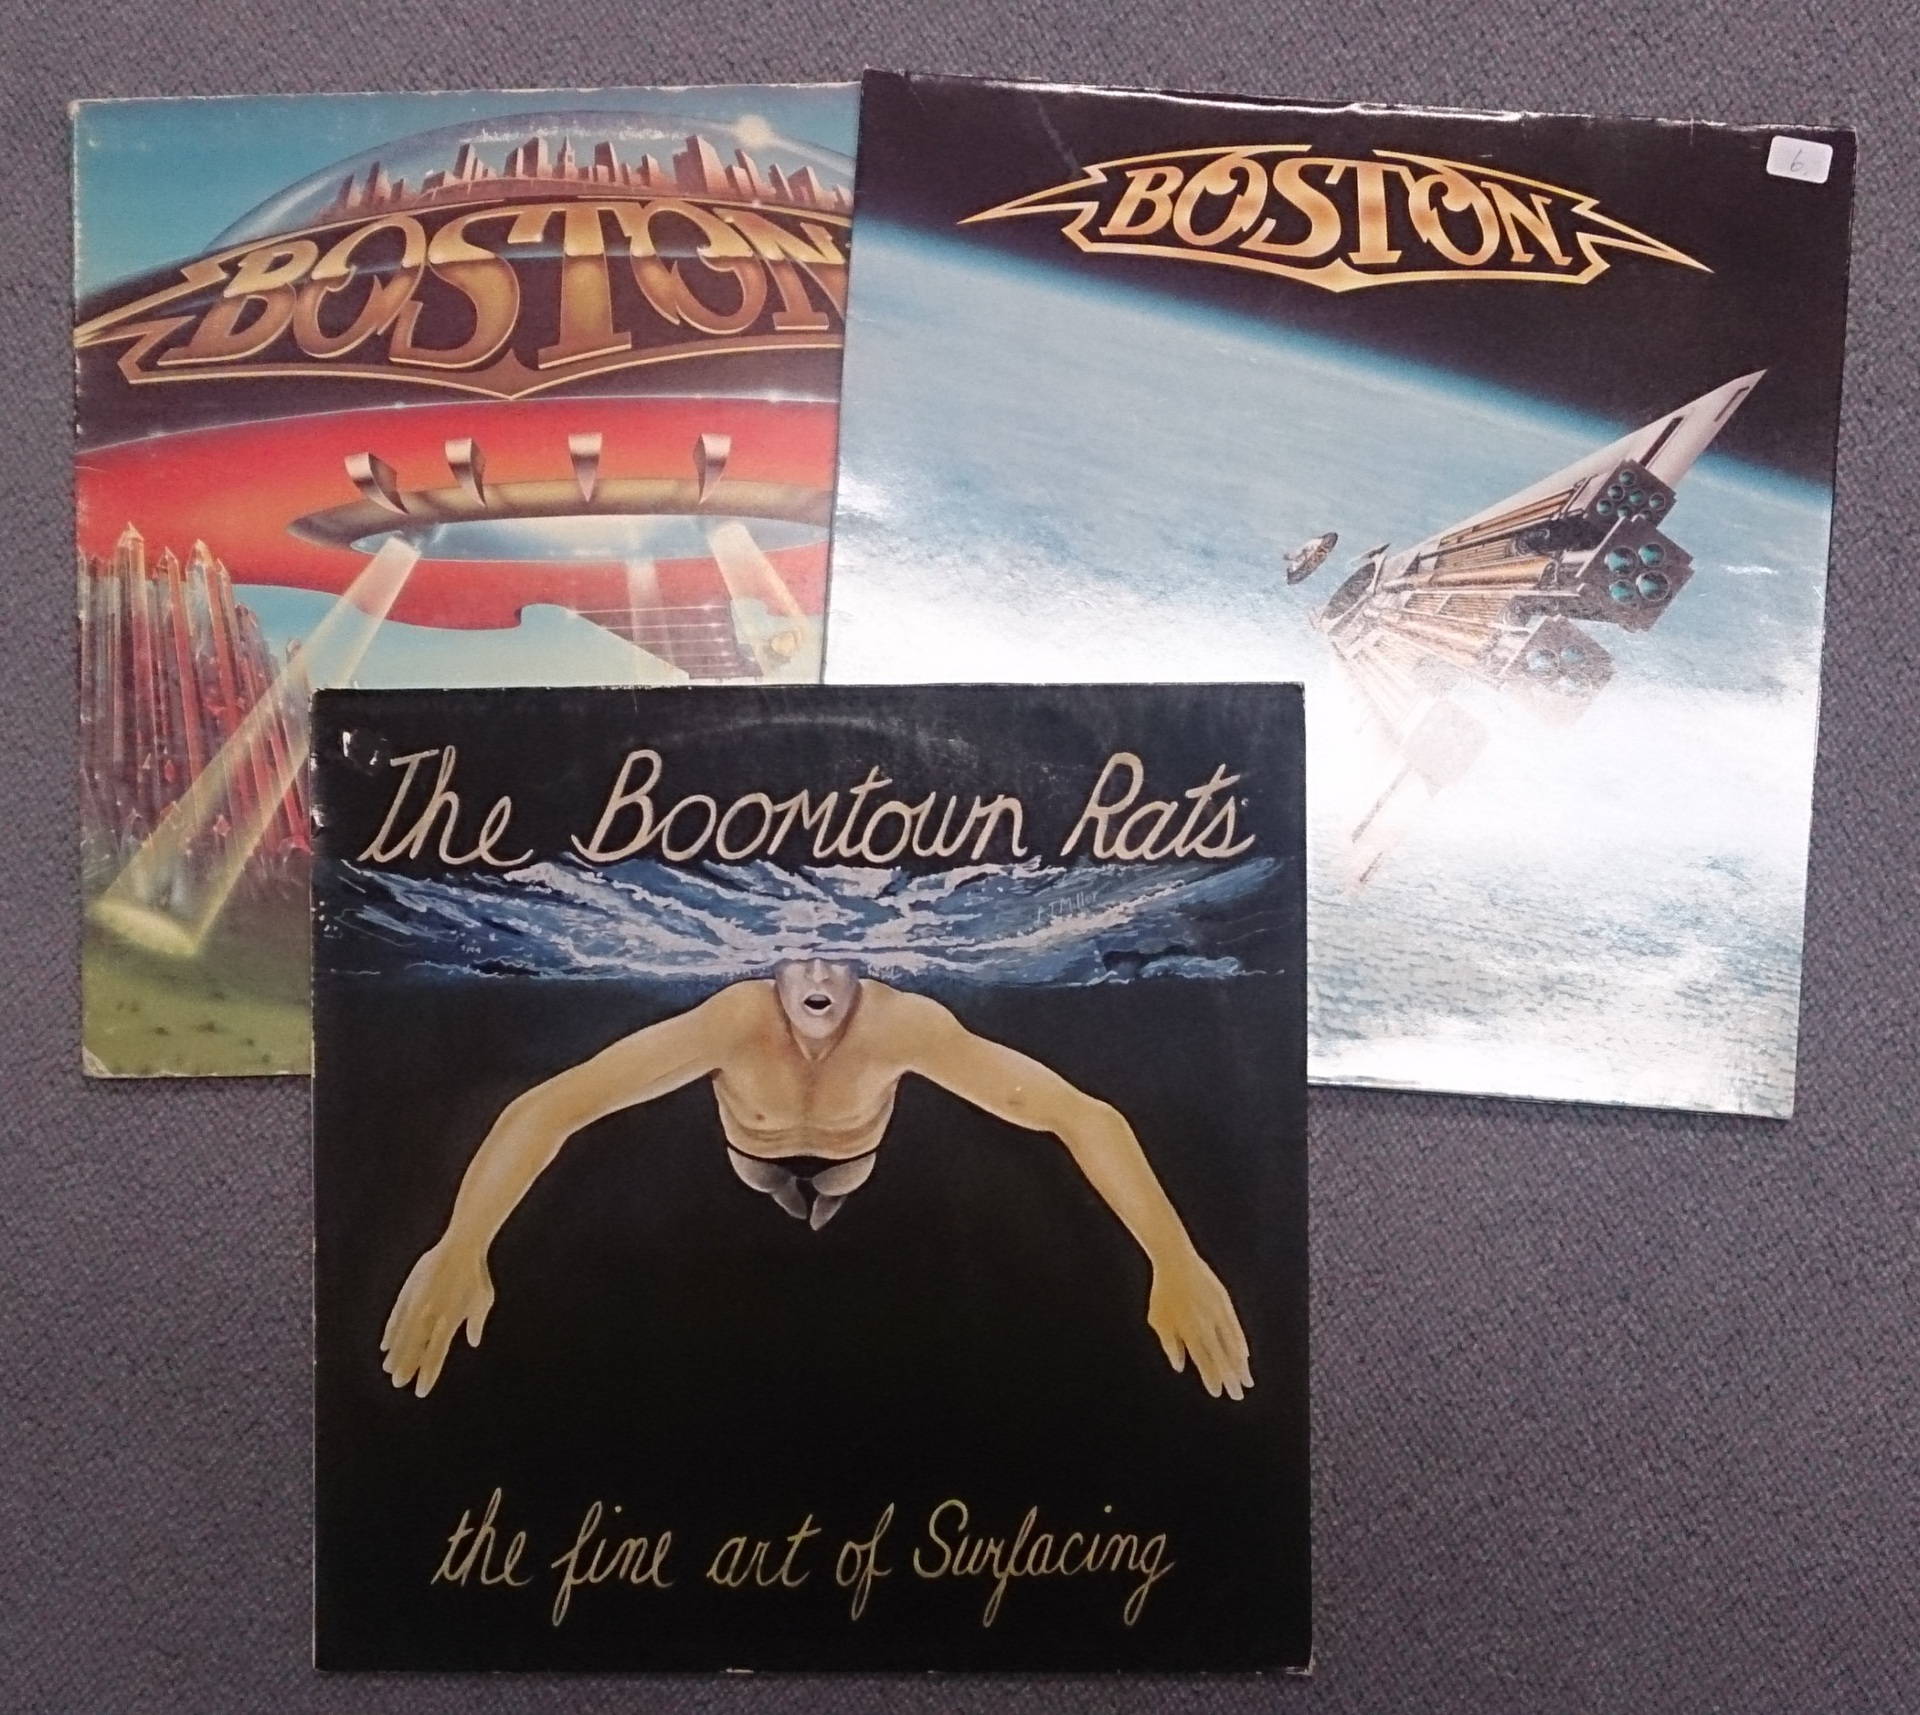 BOSTON
BOSTON
6
The Boomtown Rats
the fine art of Surfacing